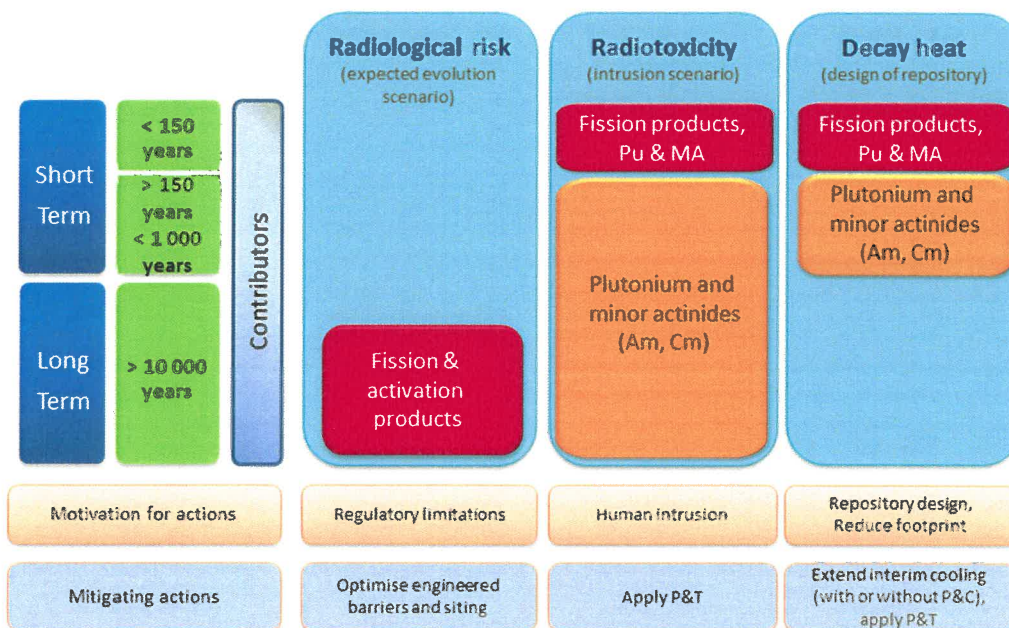 Radiological risk
(expected evolution
scenario)
Radiotoxicity
(intrusion scenario)
Decay heat
(design of repository)
Short
Term
< 150
years
> 150
years
< 1 000
years
Long
Term
> 10 000
years
Contributors
Fission &
activation
products
Fission products,
Pu & MA
Plutonium and
minor actinides
(Am, Cm)
Fission products,
Pu & MA
Plutonium and
minor actinides
(Am, Cm)
Motivation for actions
Regulatory limitations
Human intrusion
Repository design,
Reduce footprint
Mitigating actions
Optimise engineered
barriers and siting
Apply P&T
Extend interim cooling
(with or without P&C),
apply P&T